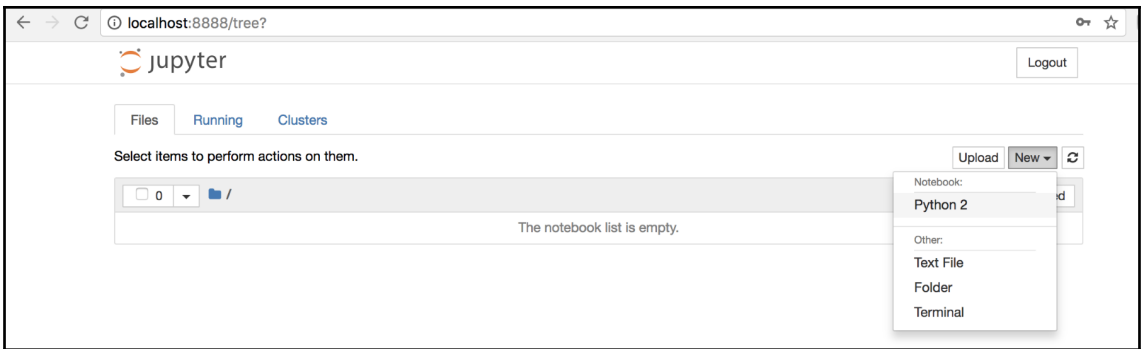 localhost:8888/tree?
jupyter
Logout
Files Running Clusters
Select items to perform actions on them.
Upload New
0 /
The notebook list is empty.
Notebook:
Python 2
Other:
Text File
Folder
Terminal